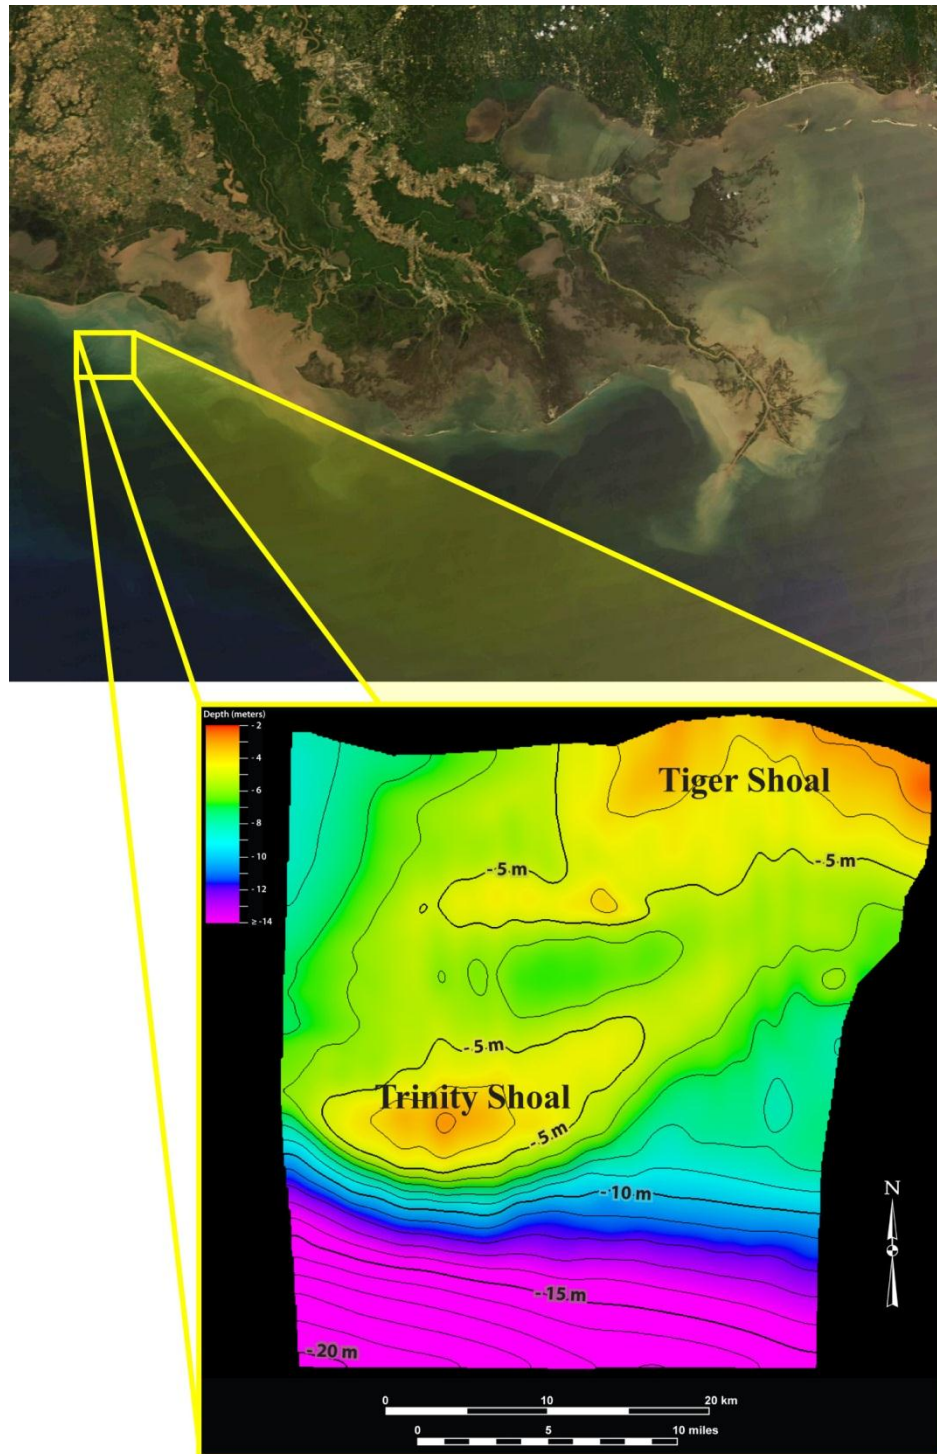 Depth (meters)
- 2
- 4
- 6
- 8
- 10
- 12
≥ -14
Tiger Shoal
- 5 m
- 5 m
- 5 m
Trinity Shoal
- 5 m
- 10 m
N
- 15 m
- 20 m
0 10 20 km
0 5 10 miles